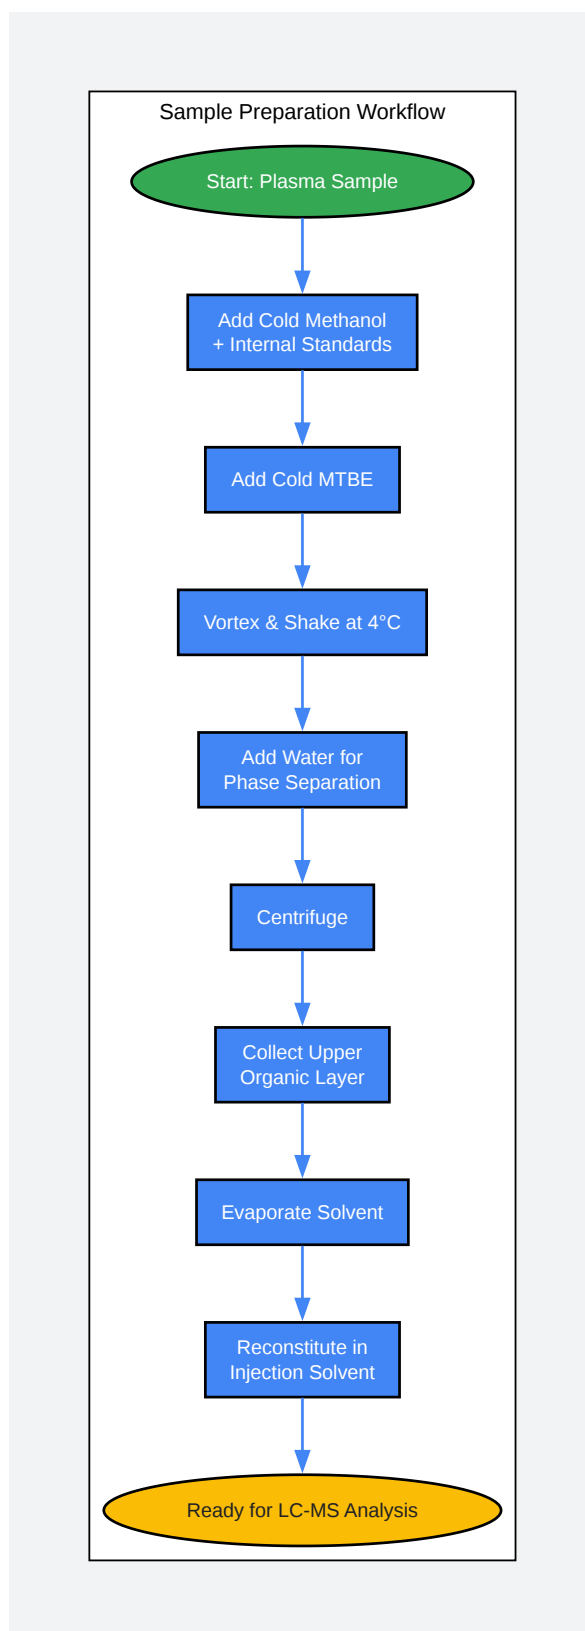 Sample Preparation Workflow
Start: Plasma Sample
Add Cold Methanol
+ Internal Standards
Add Cold MTBE
Vortex & Shake at 4°C
Add Water for
Phase Separation
Centrifuge
Collect Upper
Organic Layer
Evaporate Solvent
Reconstitute in
Injection Solvent
Ready for LC-MS Analysis